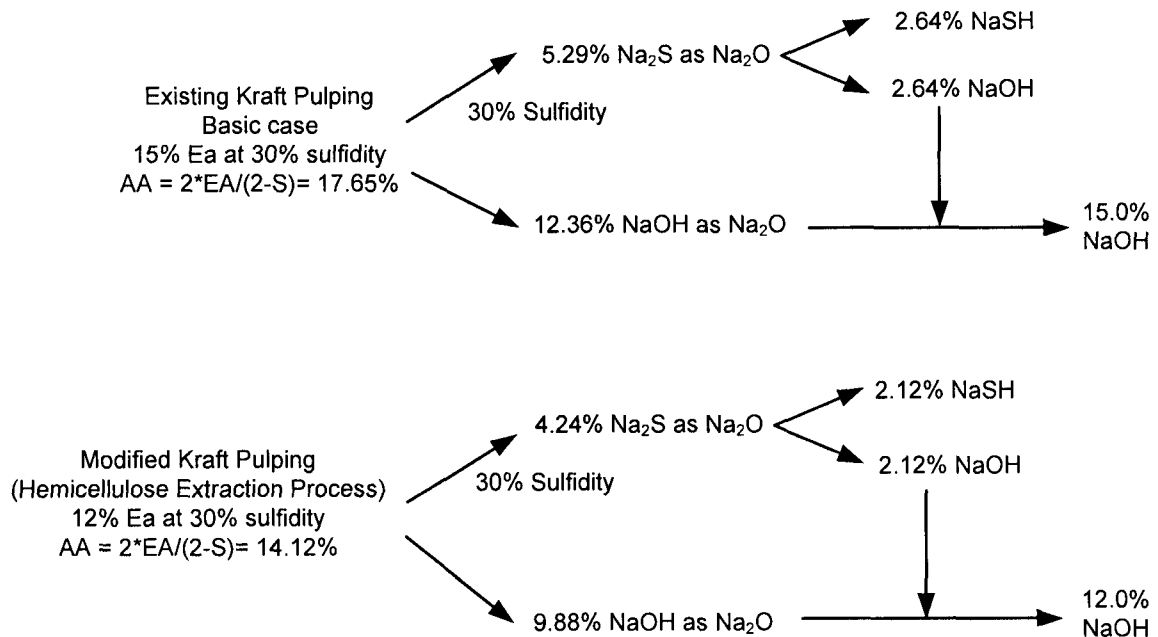 2.64% NaSH
5.29% Na₂S as Na₂O
2.64% NaOH
Existing Kraft Pulping
Basic case
15% Ea at 30% sulfidity
AA = 2*EA/(2-S)= 17.65%
30% Sulfidity
12.36% NaOH as Na₂O
15.0%
NaOH
2.12% NaSH
4.24% Na₂S as Na₂O
2.12% NaOH
Modified Kraft Pulping
(Hemicellulose Extraction Process)
12% Ea at 30% sulfidity
AA = 2*EA/(2-S)= 14.12%
30% Sulfidity
9.88% NaOH as Na₂O
12.0%
NaOH